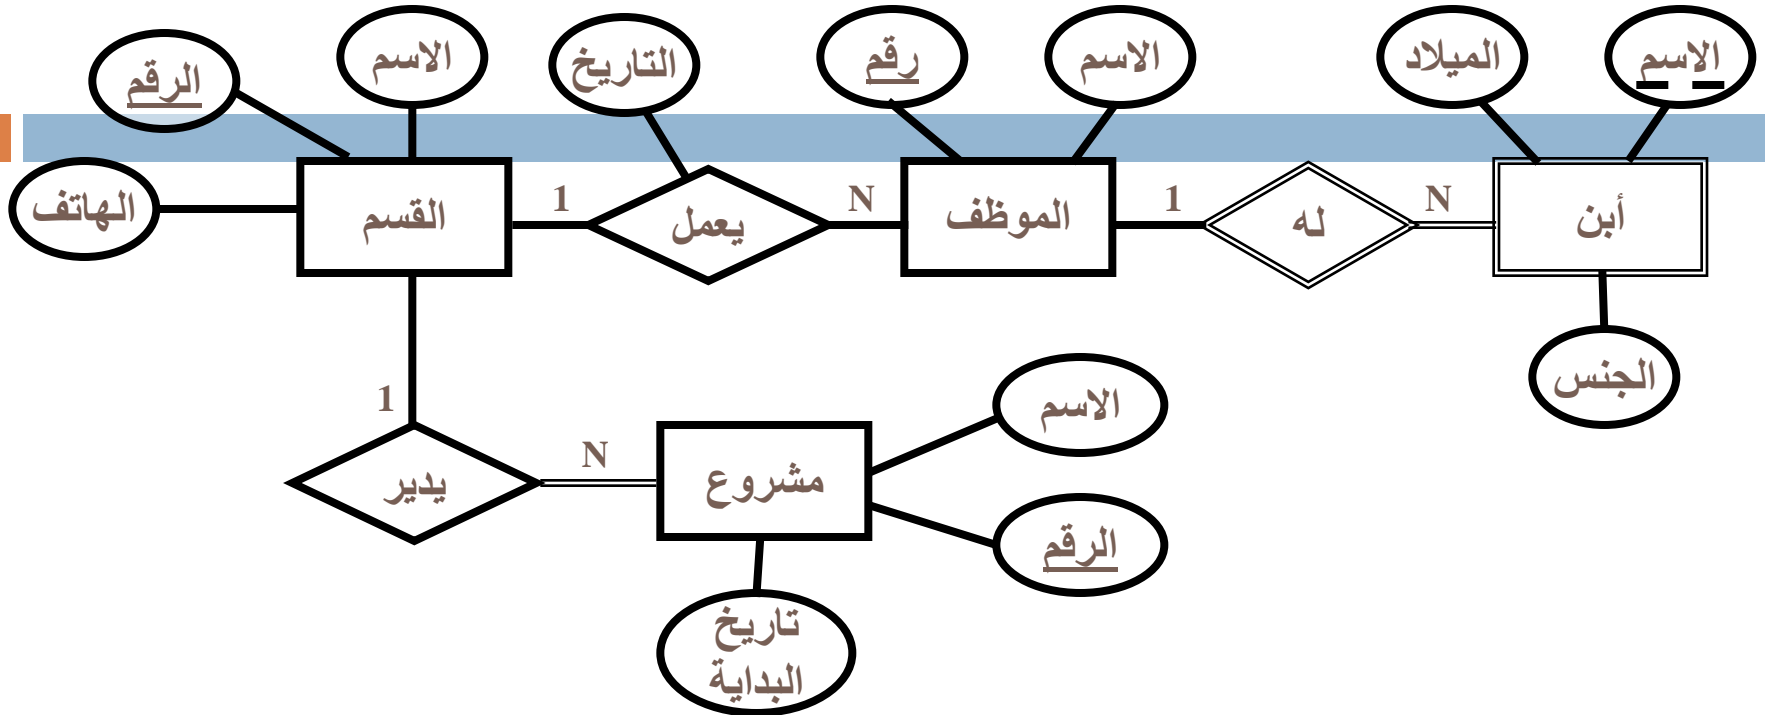 الاسم
الميلاد
الاسم
رقم
التاريخ
الاسم
الرقم
أبن
N
له
1
الموظف
N
يعمل
1
القسم
الهاتف
الجنس
1
يدير
N
مشروع
الاسم
الرقم
تاريخ
البداية